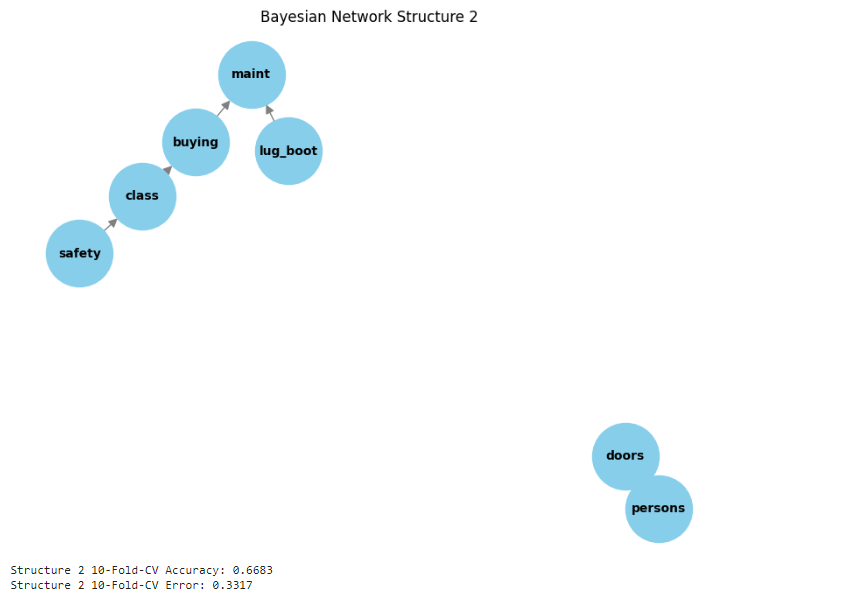 Bayesian Network Structure 2
maint
buying
lug_boot
class
safety
doors
persons
Structure 2 10-Fold-CV Accuracy: 0.6683
Structure 2 10-Fold-CV Error: 0.3317